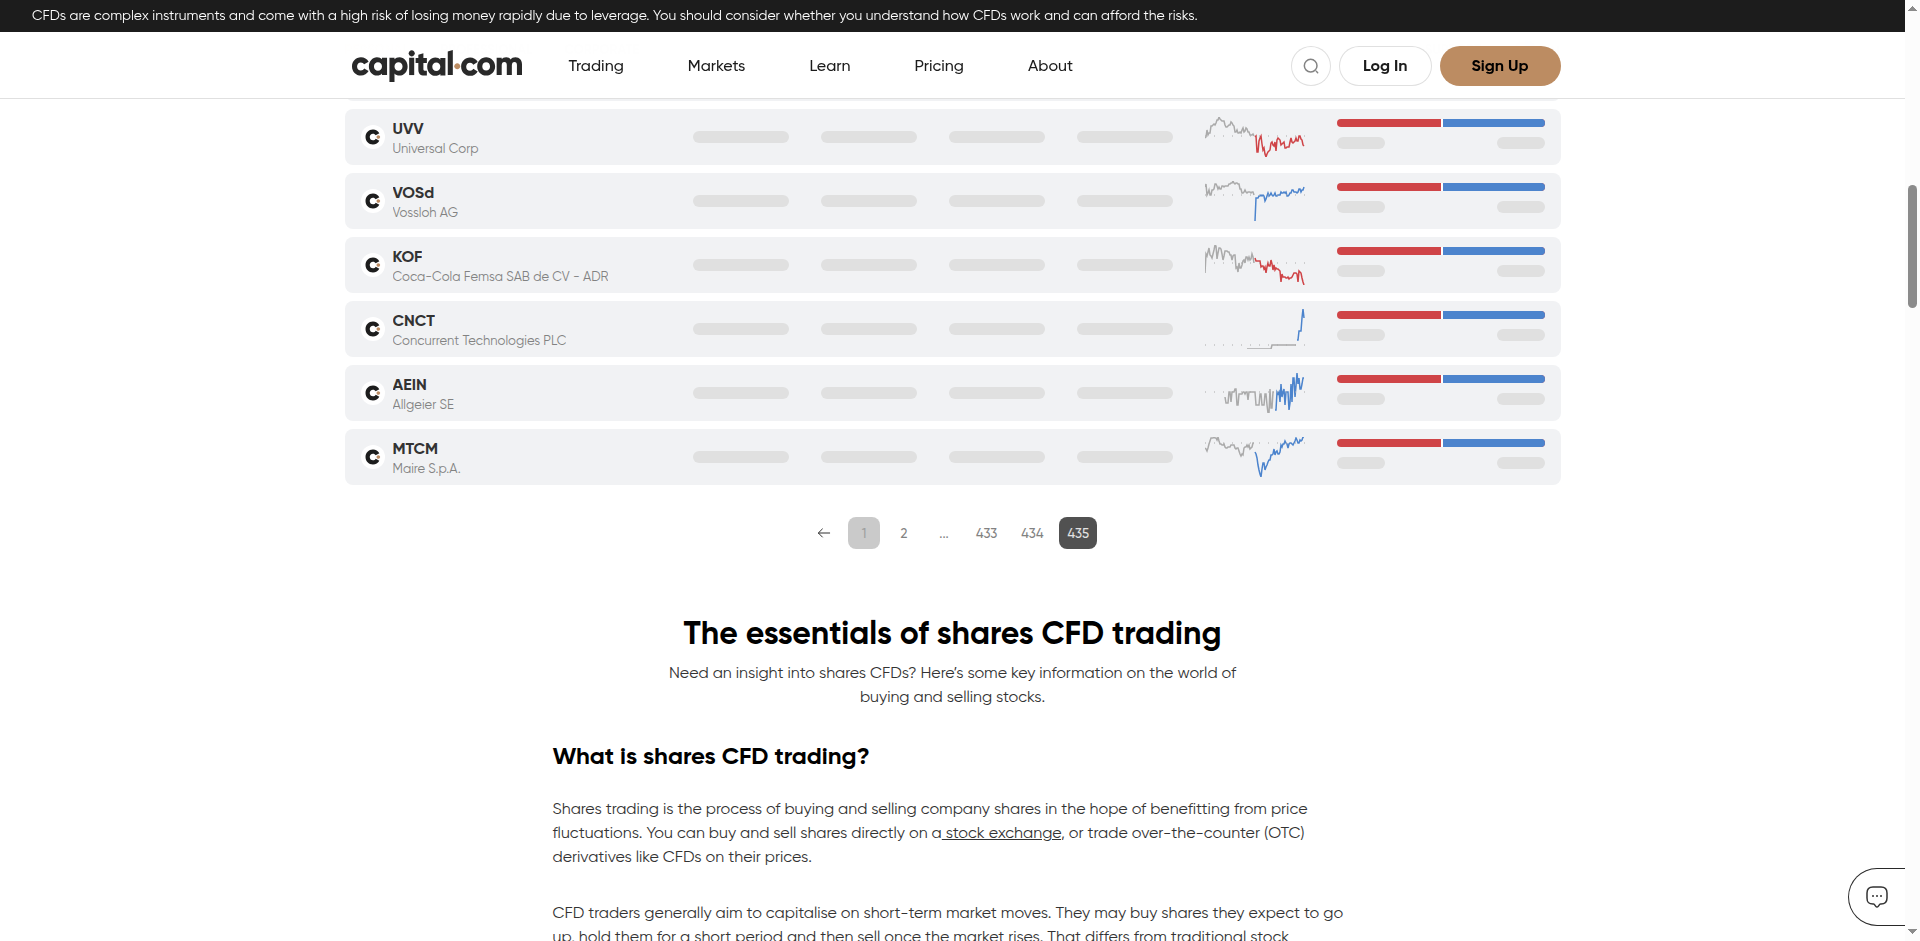 CFDs are complex instruments and come with a high risk of losing money rapidly due to leverage. You should consider whether you understand how CFDs work and can afford the risks.
capital.com
Trading
Markets
Learn
Pricing
About
Log In
Sign Up
UVV
Universal Corp
VOSd
Vossloh AG
KOF
Coca-Cola Femsa SAB de CV - ADR
CNCT
Concurrent Technologies PLC
AEIN
Allgeier SE
MTCM
Maire S.p.A.
1 2 ... 433 434 435
The essentials of shares CFD trading
Need an insight into shares CFDs? Here’s some key information on the world of
buying and selling stocks.
What is shares CFD trading?
Shares trading is the process of buying and selling company shares in the hope of benefitting from price
fluctuations. You can buy and sell shares directly on a stock exchange, or trade over-the-counter (OTC)
derivatives like CFDs on their prices.
CFD traders generally aim to capitalise on short-term market moves. They may buy shares they expect to go
up, hold them for a short period and then sell once the market rises. That differs from traditional stock